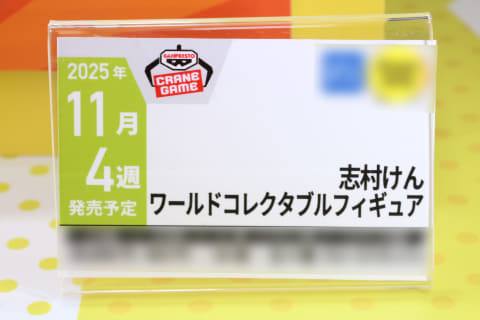 2025年
11月
4週
発売予定
BANPRESTO
CRANE
GAME
志村けん
ワールドコレクタブルフィギュア